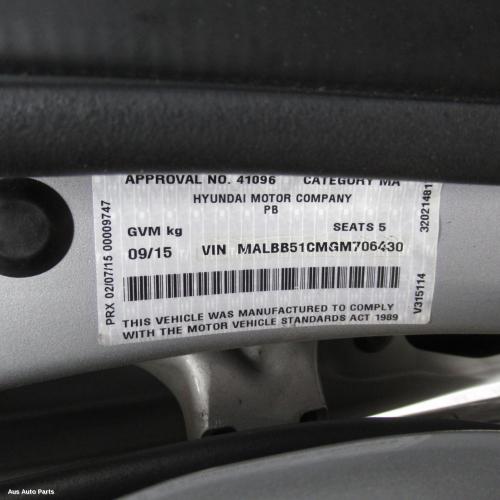 APPROVAL NO. 41096 CATEGORY MA
HYUNDAI MOTOR COMPANY
PB
GVM kg SEATS 5
09/15 VIN MALBB51CMGM706430
THIS VEHICLE WAS MANUFACTURED TO COMPLY
WITH THE MOTOR VEHICLE STANDARDS ACT 1989
PRX 02/07/15 00009747
V315114 32021481
Aus Auto Parts